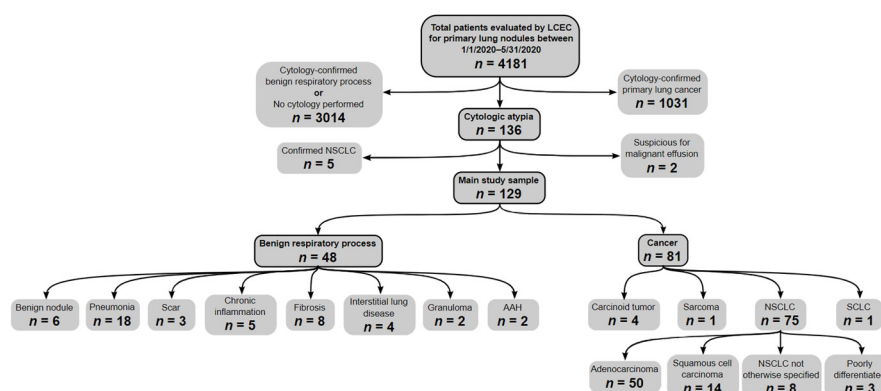 Total patients evaluated by LCEC
for primary lung nodules between
1/1/2020–5/31/2020
n = 4181
Cytology-confirmed
benign respiratory process
or
No cytology performed
n = 3014
Cytology-confirmed
primary lung cancer
n = 1031
Cytologic atypia
n = 136
Confirmed NSCLC
n = 5
Suspicious for
malignant effusion
n = 2
Main study sample
n = 129
Benign respiratory process
n = 48
Cancer
n = 81
Benign nodule
n = 6
Pneumonia
n = 18
Scar
n = 3
Chronic
inflammation
n = 5
Fibrosis
n = 8
Interstitial lung
disease
n = 4
Granuloma
n = 2
AAH
n = 2
Carcinoid tumor
n = 4
Sarcoma
n = 1
NSCLC
n = 75
SCLC
n = 1
Adenocarcinoma
n = 50
Squamous cell
carcinoma
n = 14
NSCLC not
otherwise specified
n = 8
Poorly
differentiate
n = 3